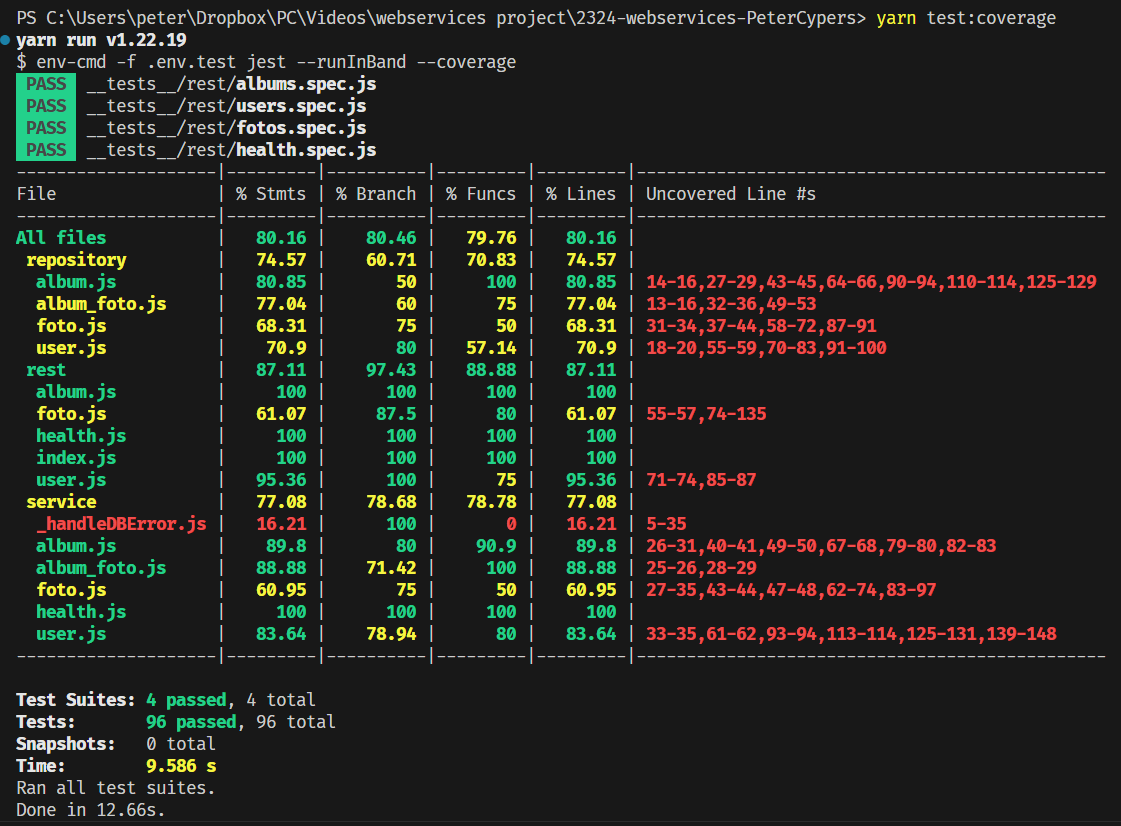 PS C:\Users\peter\Dropbox\PC\Videos\webservices project\2324-webservices-PeterCypers> yarn test:coverage
yarn run v1.22.19
$ env-cmd -f .env.test jest --runInBand --coverage
PASS __tests__/rest/albums.spec.js
PASS __tests__/rest/users.spec.js
PASS __tests__/rest/fotos.spec.js
PASS __tests__/rest/health.spec.js
--------------------|---------|----------|---------|---------|----------------------------------------------
File                | % Stmts | % Branch | % Funcs | % Lines | Uncovered Line #s
--------------------|---------|----------|---------|---------|----------------------------------------------
All files           |   80.16 |    80.46 |   79.76 |   80.16 |
 repository         |   74.57 |    60.71 |   70.83 |   74.57 |
  album.js          |   80.85 |       50 |     100 |   80.85 | 14-16,27-29,43-45,64-66,90-94,110-114,125-129
  album_foto.js     |   77.04 |       60 |      75 |   77.04 | 13-16,32-36,49-53
  foto.js           |   68.31 |       75 |      50 |   68.31 | 31-34,37-44,58-72,87-91
  user.js           |    70.9 |       80 |   57.14 |    70.9 | 18-20,55-59,70-83,91-100
 rest               |   87.11 |    97.43 |   88.88 |   87.11 |
  album.js          |     100 |      100 |     100 |     100 |
  foto.js           |   61.07 |     87.5 |      80 |   61.07 | 55-57,74-135
  health.js         |     100 |      100 |     100 |     100 |
  index.js          |     100 |      100 |     100 |     100 |
  user.js           |   95.36 |      100 |      75 |   95.36 | 71-74,85-87
 service            |   77.08 |    78.68 |   78.78 |   77.08 |
  _handleDBError.js |   16.21 |      100 |       0 |   16.21 | 5-35
  album.js          |    89.8 |       80 |    90.9 |    89.8 | 26-31,40-41,49-50,67-68,79-80,82-83
  album_foto.js     |   88.88 |    71.42 |     100 |   88.88 | 25-26,28-29
  foto.js           |   60.95 |       75 |      50 |   60.95 | 27-35,43-44,47-48,62-74,83-97
  health.js         |     100 |      100 |     100 |     100 |
  user.js           |   83.64 |    78.94 |      80 |   83.64 | 33-35,61-62,93-94,113-114,125-131,139-148
--------------------|---------|----------|---------|---------|----------------------------------------------
Test Suites: 4 passed, 4 total
Tests:       96 passed, 96 total
Snapshots:   0 total
Time:        9.586 s
Ran all test suites.
Done in 12.66s.